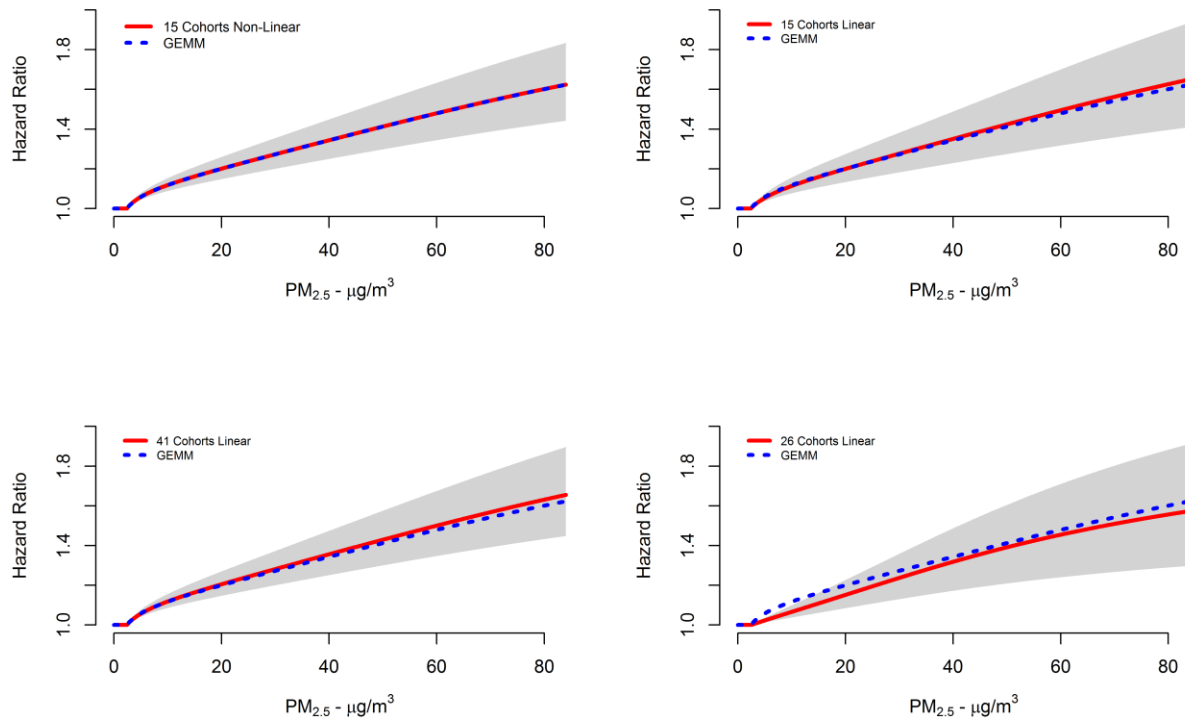 15 Cohorts Non-Linear
GEMM
Hazard Ratio
1.0 1.4 1.8
0 20 40 60 80
PM2.5 - μg/m³
15 Cohorts Linear
GEMM
Hazard Ratio
1.0 1.4 1.8
0 20 40 60 80
PM2.5 - μg/m³
41 Cohorts Linear
GEMM
Hazard Ratio
1.0 1.4 1.8
0 20 40 60 80
PM2.5 - μg/m³
26 Cohorts Linear
GEMM
Hazard Ratio
1.0 1.4 1.8
0 20 40 60 80
PM2.5 - μg/m³